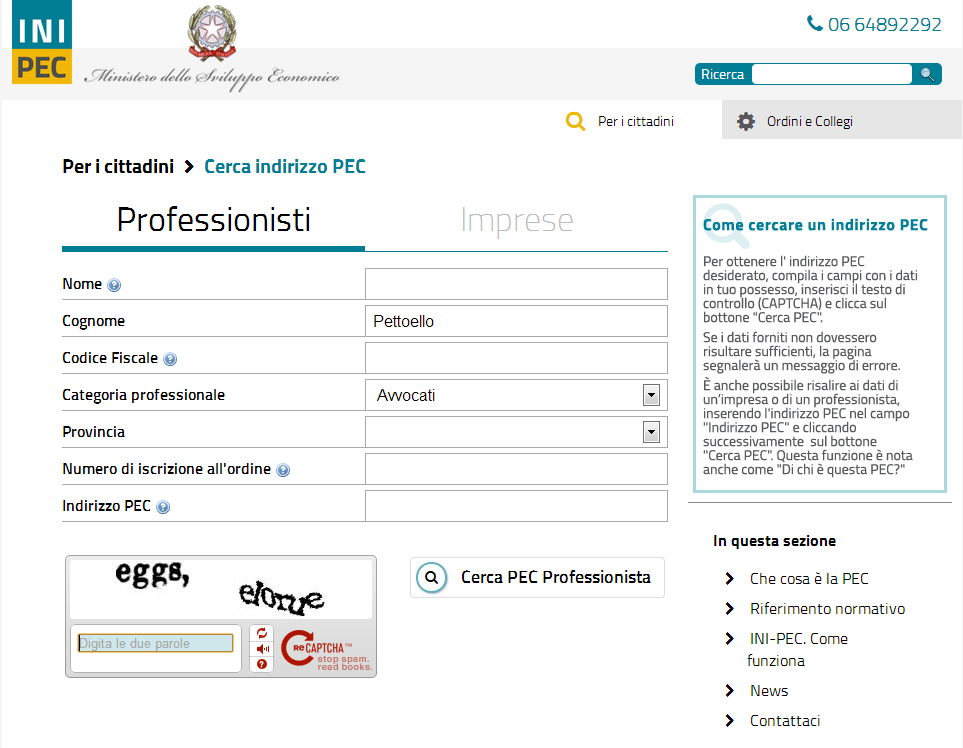 INI
PEC
Ministero dello Sviluppo Economico
06 64892292
Ricerca
Per i cittadini
Ordini e Collegi
Per i cittadini > Cerca indirizzo PEC
Professionisti
Imprese
Nome
Cognome
Pettoello
Codice Fiscale
Categoria professionale
Avvocati
Provincia
Numero di iscrizione all'ordine
Indirizzo PEC
eggs,
Digita le due parole
reCAPTCHA™
stop spam.
read books.
Cerca PEC Professionista
Come cercare un indirizzo PEC
Per ottenere l' indirizzo PEC
desiderato, compila i campi con i dati
in tuo possesso, inserisci il testo di
controllo (CAPTCHA) e clicca sul
bottone "Cerca PEC".
Se i dati forniti non dovessero
risultare sufficienti, la pagina
segnalerà un messaggio di errore.
È anche possibile risalire ai dati di
un'impresa o di un professionista,
inserendo l'indirizzo PEC nel campo
"Indirizzo PEC" e cliccando
successivamente sul bottone
"Cerca PEC". Questa funzione è nota
anche come "Di chi è questa PEC?"
In questa sezione
Che cosa è la PEC
Riferimento normativo
INI-PEC. Come
funziona
News
Contattaci